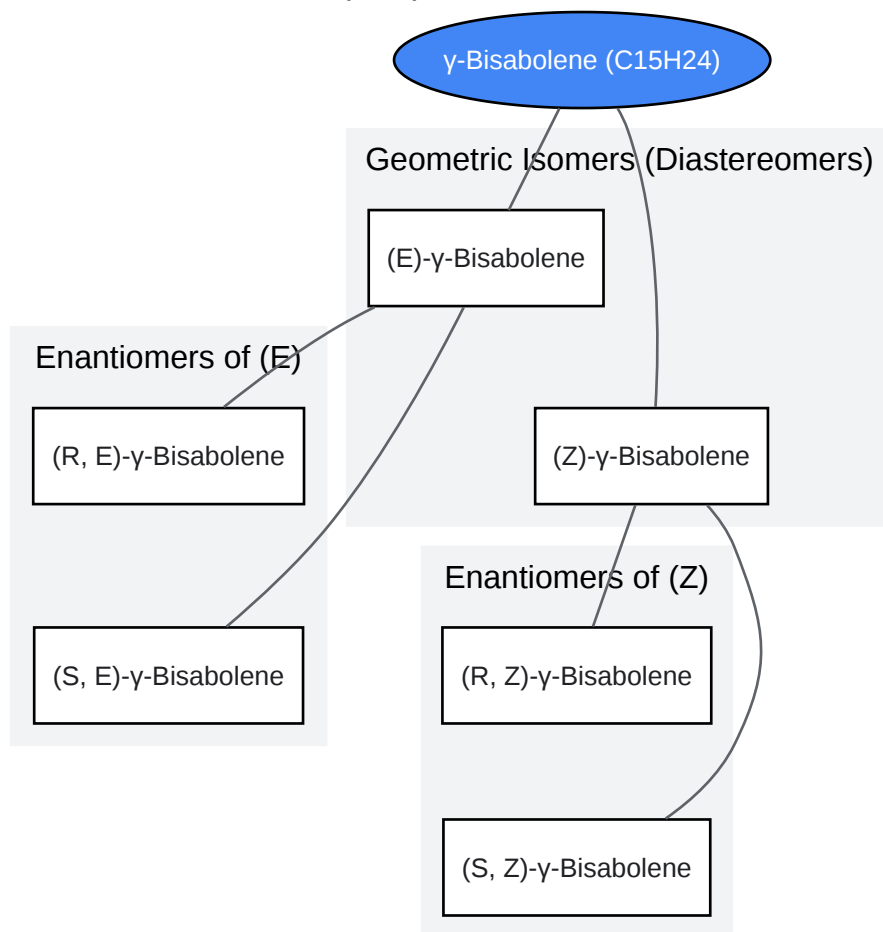 γ-Bisabolene (C15H24)
Geometric Isomers (Diastereomers)
(E)-γ-Bisabolene
Enantiomers of (E)
(R, E)-γ-Bisabolene
(Z)-γ-Bisabolene
Enantiomers of (Z)
(S, E)-γ-Bisabolene
(R, Z)-γ-Bisabolene
(S, Z)-γ-Bisabolene